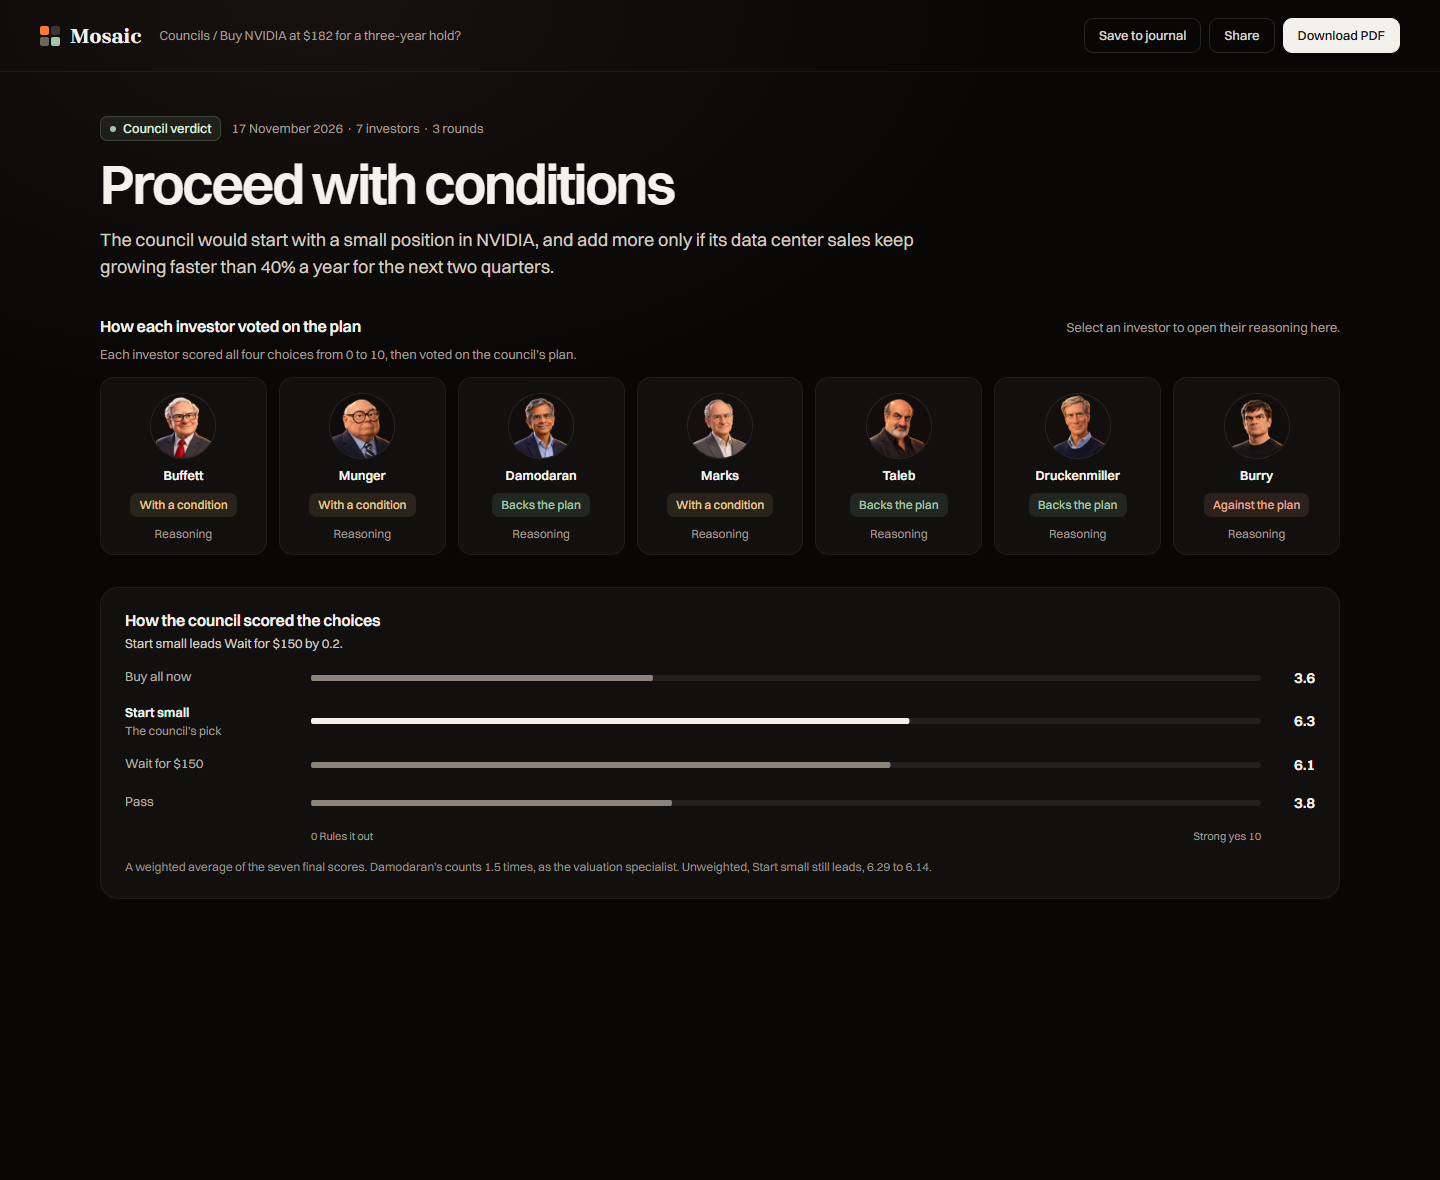 Mosaic
Councils / Buy NVIDIA at $182 for a three-year hold?
Save to journal
Share
Download PDF
Council verdict
17 November 2026 · 7 investors · 3 rounds
Proceed with conditions
The council would start with a small position in NVIDIA, and add more only if its data center sales keep
growing faster than 40% a year for the next two quarters.
How each investor voted on the plan
Select an investor to open their reasoning here.
Each investor scored all four choices from 0 to 10, then voted on the council's plan.
Buffett
With a condition
Reasoning
Munger
With a condition
Reasoning
Damodaran
Backs the plan
Reasoning
Marks
With a condition
Reasoning
Taleb
Backs the plan
Reasoning
Druckenmiller
Backs the plan
Reasoning
Burry
Against the plan
Reasoning
How the council scored the choices
Start small leads Wait for $150 by 0.2.
Buy all now
3.6
Start small
The council's pick
6.3
Wait for $150
6.1
Pass
3.8
0 Rules it out
Strong yes 10
A weighted average of the seven final scores. Damodaran's counts 1.5 times, as the valuation specialist. Unweighted, Start small still leads, 6.29 to 6.14.